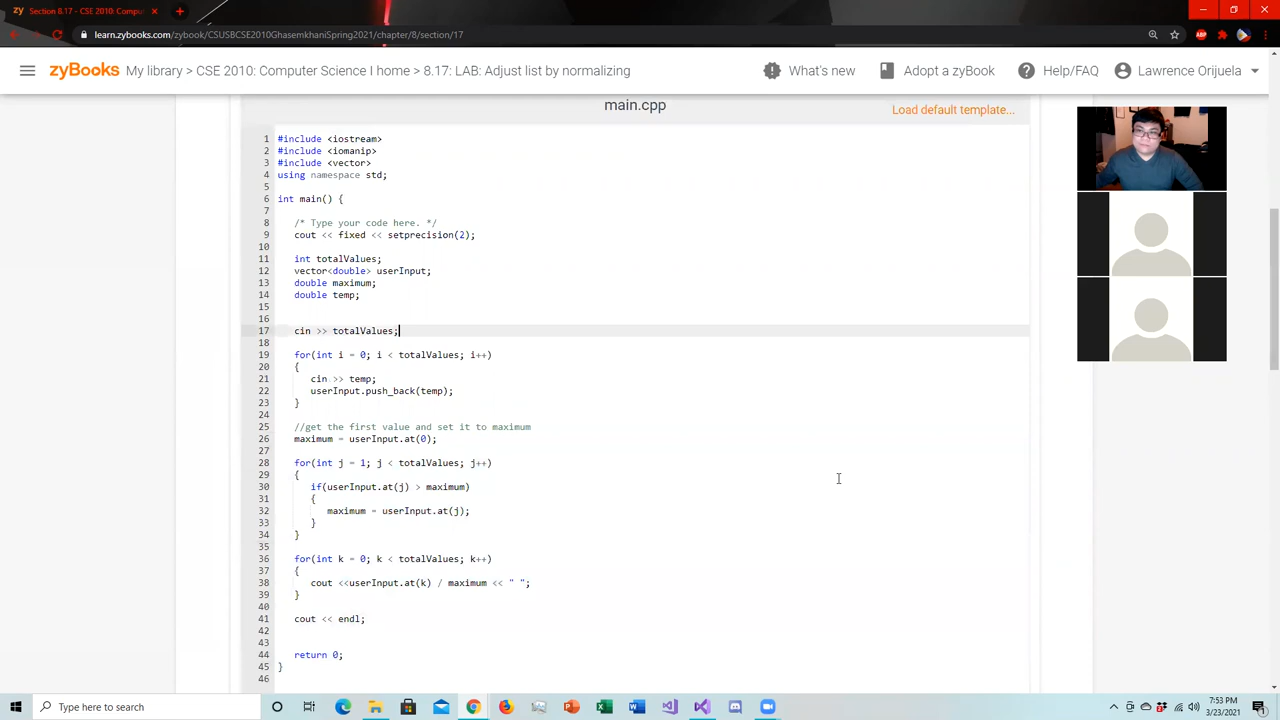 zy Section 8.17 - CSE 2010: Comput
learn.zybooks.com/zybook/CSUSBCSE2010GhasemkhaniSpring2021/chapter/8/section/17
ABP
zyBooks My library > CSE 2010: Computer Science I home > 8.17: LAB: Adjust list by normalizing What's new Adopt a zyBook Help/FAQ Lawrence Orijuela
main.cpp Load default template...
1 #include <iostream>
2 #include <iomanip>
3 #include <vector>
4 using namespace std;
5
6 int main() {
7
8 /* Type your code here. */
9 cout << fixed << setprecision(2);
10
11 int totalValues;
12 vector<double> userInput;
13 double maximum;
14 double temp;
15
16
17 cin >> totalValues;
18
19 for(int i = 0; i < totalValues; i++)
20 {
21 cin >> temp;
22 userInput.push_back(temp);
23 }
24
25 //get the first value and set it to maximum
26 maximum = userInput.at(0);
27
28 for(int j = 1; j < totalValues; j++)
29 {
30 if(userInput.at(j) > maximum)
31 {
32 maximum = userInput.at(j);
33 }
34 }
35
36 for(int k = 0; k < totalValues; k++)
37 {
38 cout <<userInput.at(k) / maximum << " ";
39 }
40
41 cout << endl;
42
43
44 return 0;
45 }
46
Type here to search
7:53 PM
3/23/2021